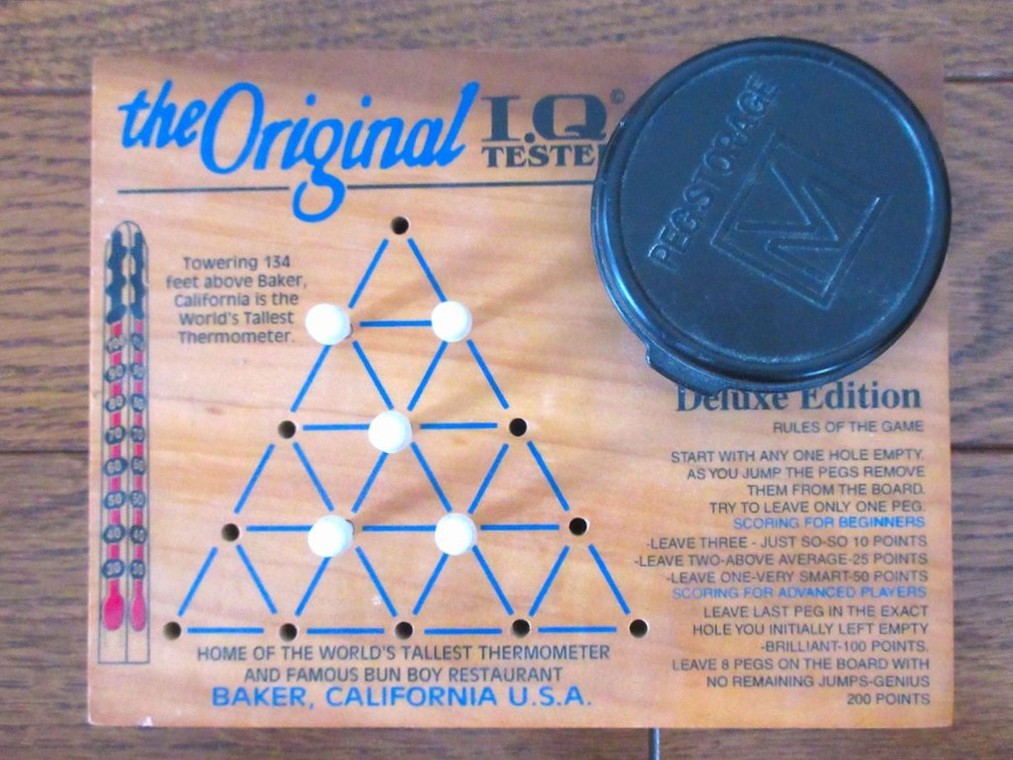 the Original I.Q©
TESTE
PEG STORAGE
M
Towering 134
feet above Baker,
California is the
World's Tallest
Thermometer.
Deluxe Edition
RULES OF THE GAME
START WITH ANY ONE HOLE EMPTY.
AS YOU JUMP THE PEGS REMOVE
THEM FROM THE BOARD.
TRY TO LEAVE ONLY ONE PEG.
SCORING FOR BEGINNERS
-LEAVE THREE - JUST SO-SO 10 POINTS
-LEAVE TWO-ABOVE AVERAGE-25 POINTS
-LEAVE ONE-VERY SMART-50 POINTS
SCORING FOR ADVANCED PLAYERS
LEAVE LAST PEG IN THE EXACT
HOLE YOU INITIALLY LEFT EMPTY
-BRILLIANT-100 POINTS.
LEAVE 8 PEGS ON THE BOARD WITH
NO REMAINING JUMPS-GENIUS
200 POINTS
HOME OF THE WORLD'S TALLEST THERMOMETER
AND FAMOUS BUN BOY RESTAURANT
BAKER, CALIFORNIA U.S.A.